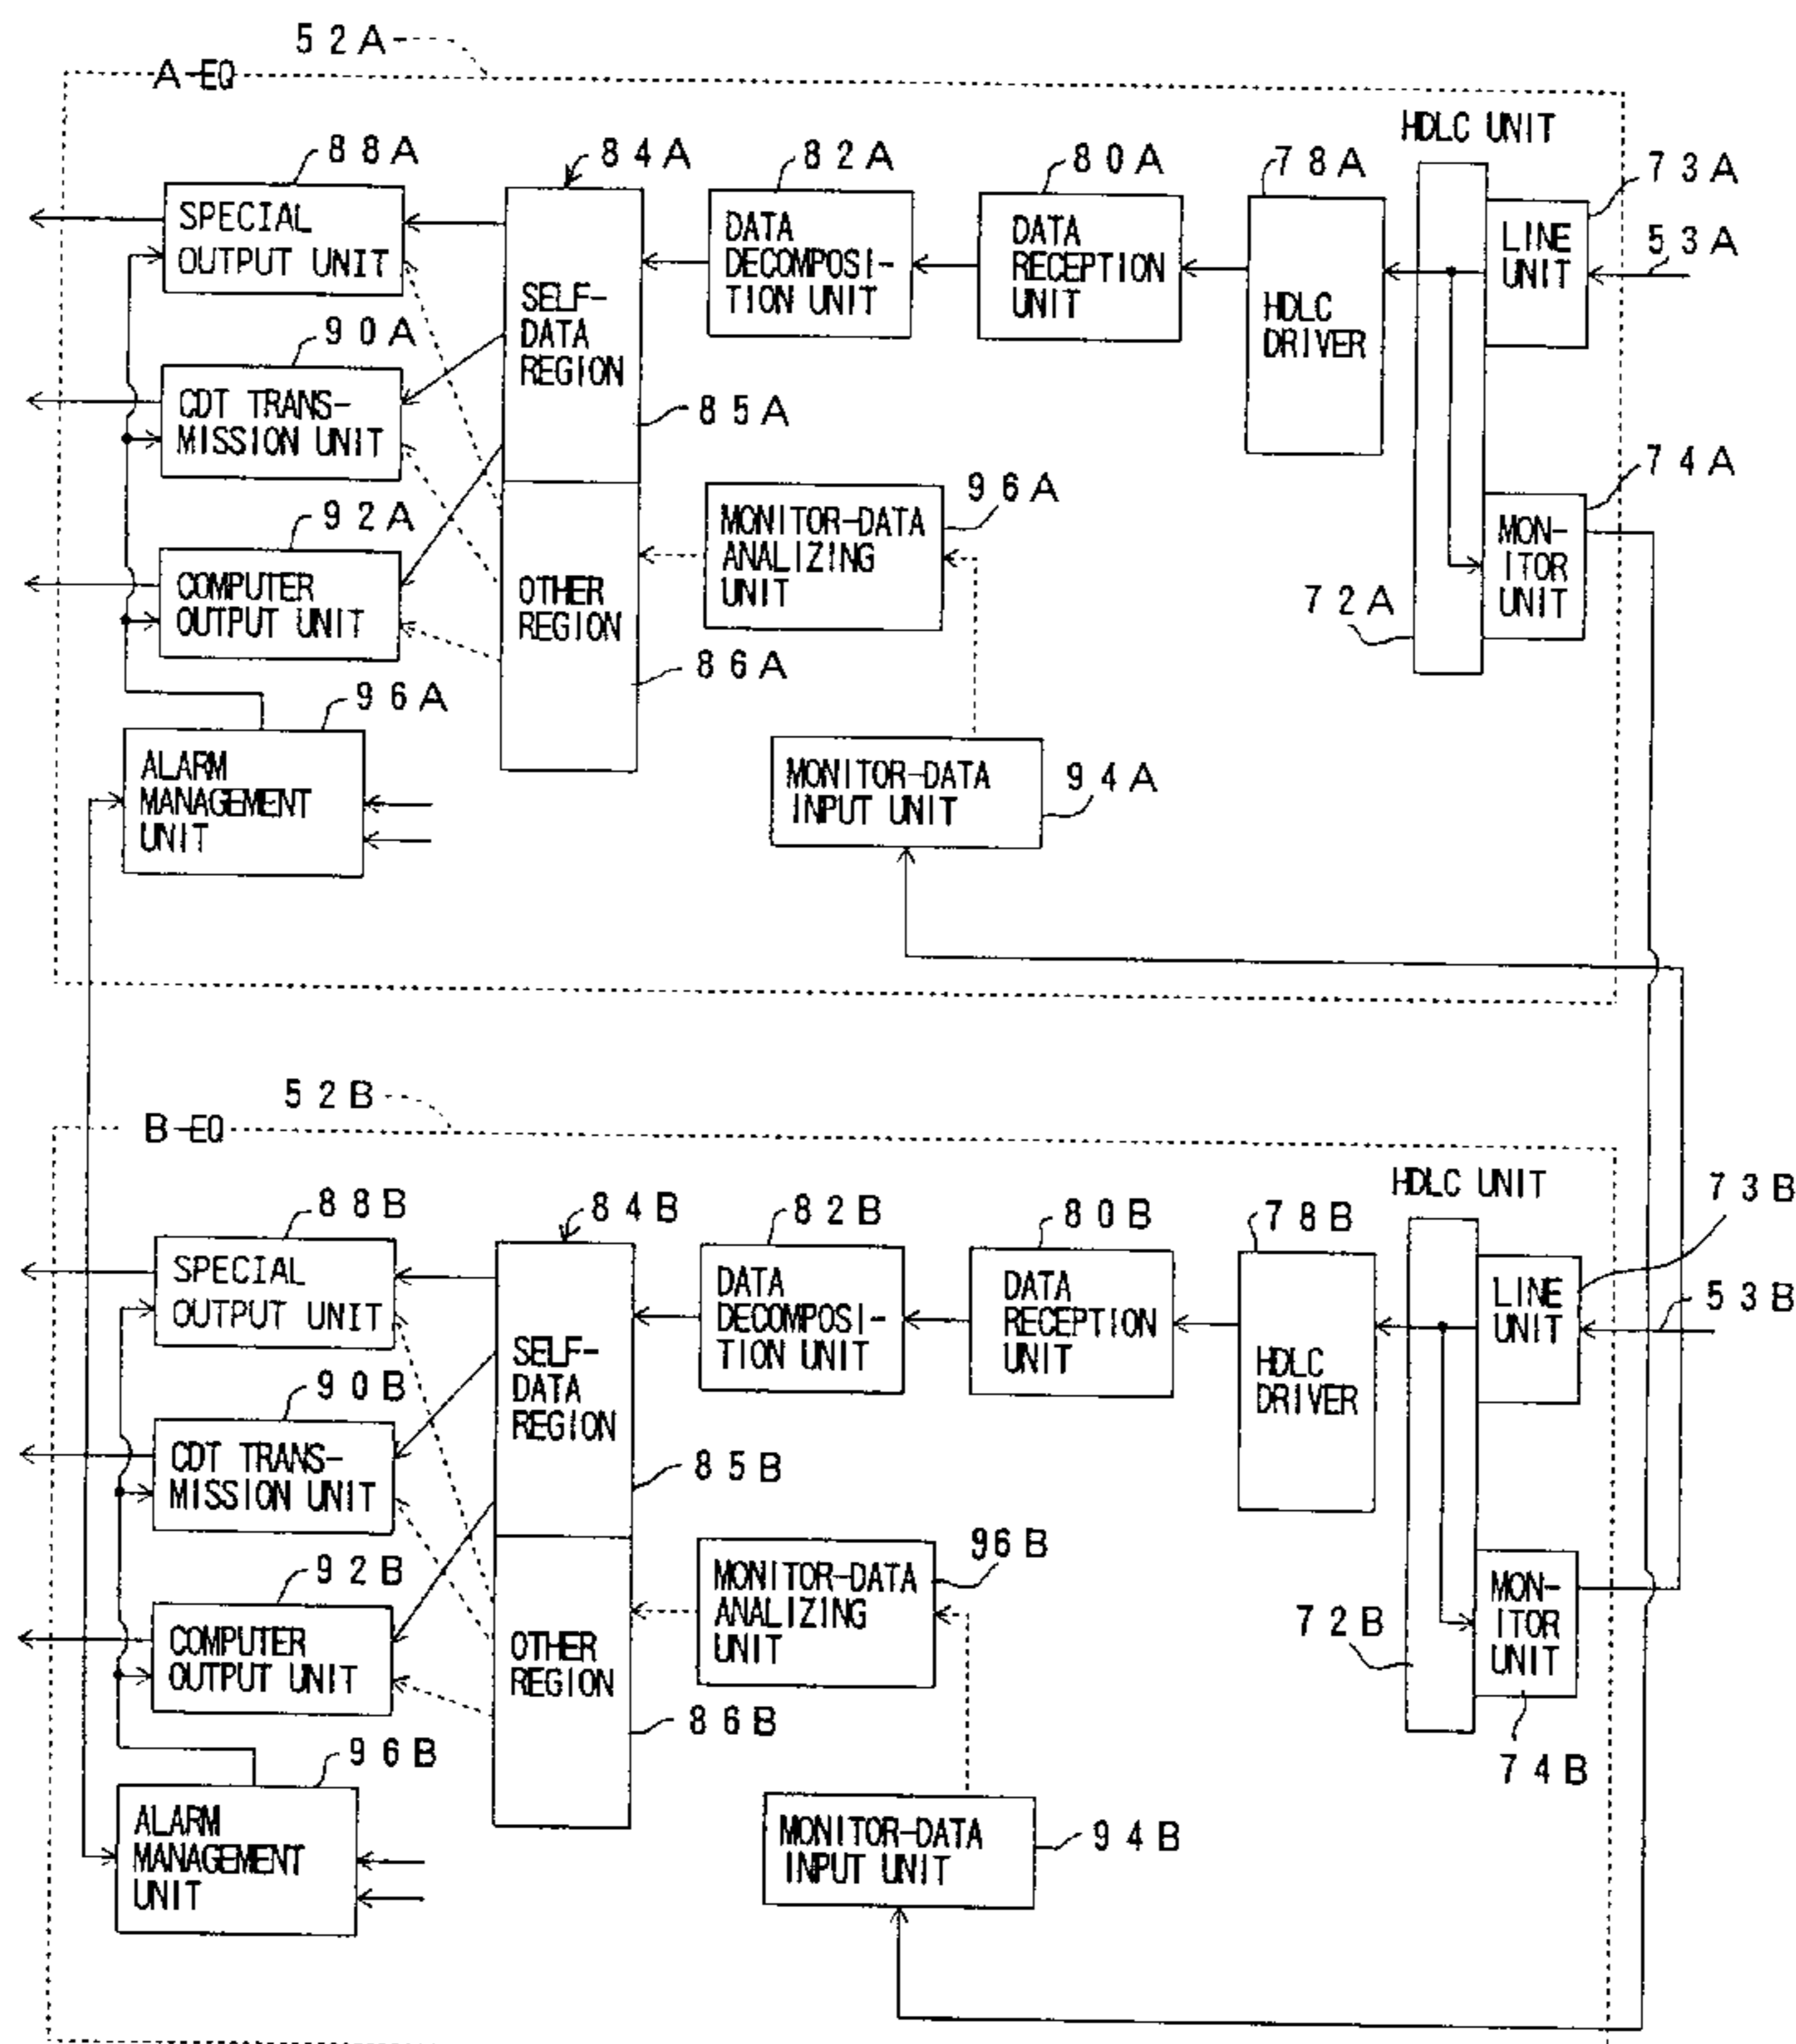 52A
A-EQ
HDLC UNIT
88A
84A
82A
80A
78A
73A
SPECIAL
OUTPUT UNIT
SELF-
DATA
REGION
DATA
DECOMPOSI-
TION UNIT
DATA
RECEPTION
UNIT
HDLC
DRIVER
LINE
UNIT
53A
90A
CDT TRANS-
MISSION UNIT
85A
74A
92A
96A
MONITOR-DATA
ANALIZING
UNIT
MON-
ITOR
UNIT
COMPUTER
OUTPUT UNIT
OTHER
REGION
72A
86A
96A
ALARM
MANAGEMENT
UNIT
MONITOR-DATA
INPUT UNIT
94A
52B
B-EQ
HDLC UNIT
88B
84B
82B
80B
78B
73B
SPECIAL
OUTPUT UNIT
SELF-
DATA
REGION
DATA
DECOMPOSI-
TION UNIT
DATA
RECEPTION
UNIT
HDLC
DRIVER
LINE
UNIT
53B
90B
CDT TRANS-
MISSION UNIT
85B
92B
96B
MONITOR-DATA
ANALIZING
UNIT
MON-
ITOR
UNIT
COMPUTER
OUTPUT UNIT
OTHER
REGION
72B
86B
74B
96B
ALARM
MANAGEMENT
UNIT
MONITOR-DATA
INPUT UNIT
94B